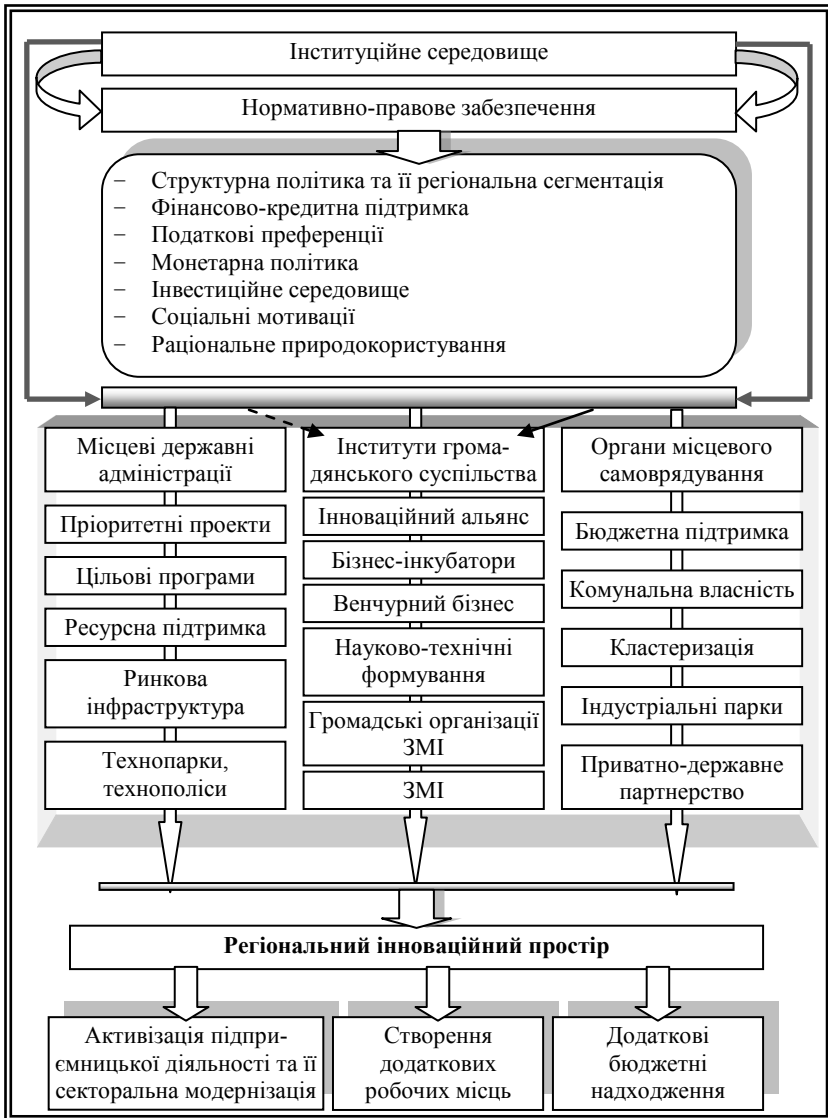 Інституційне середовище
Нормативно-правове забезпечення
– Структурна політика та її регіональна сегментація
– Фінансово-кредитна підтримка
– Податкові преференції
– Монетарна політика
– Інвестиційне середовище
– Соціальні мотивації
– Раціональне природокористування
Місцеві державні
адміністрації
Пріоритетні проекти
Цільові програми
Ресурсна підтримка
Ринкова
інфраструктура
Технопарки,
технополіси
Інститути грома-
дянського суспільства
Інноваційний альянс
Бізнес-інкубатори
Венчурний бізнес
Науково-технічні
формування
Громадські організації
ЗМІ
ЗМІ
Органи місцевого
самоврядування
Бюджетна підтримка
Комунальна власність
Кластеризація
Індустріальні парки
Приватно-державне
партнерство
Регіональний інноваційний простір
Активізація підпри-
ємницької діяльності та її
секторальна модернізація
Створення
додаткових
робочих місць
Додаткові
бюджетні
надходження